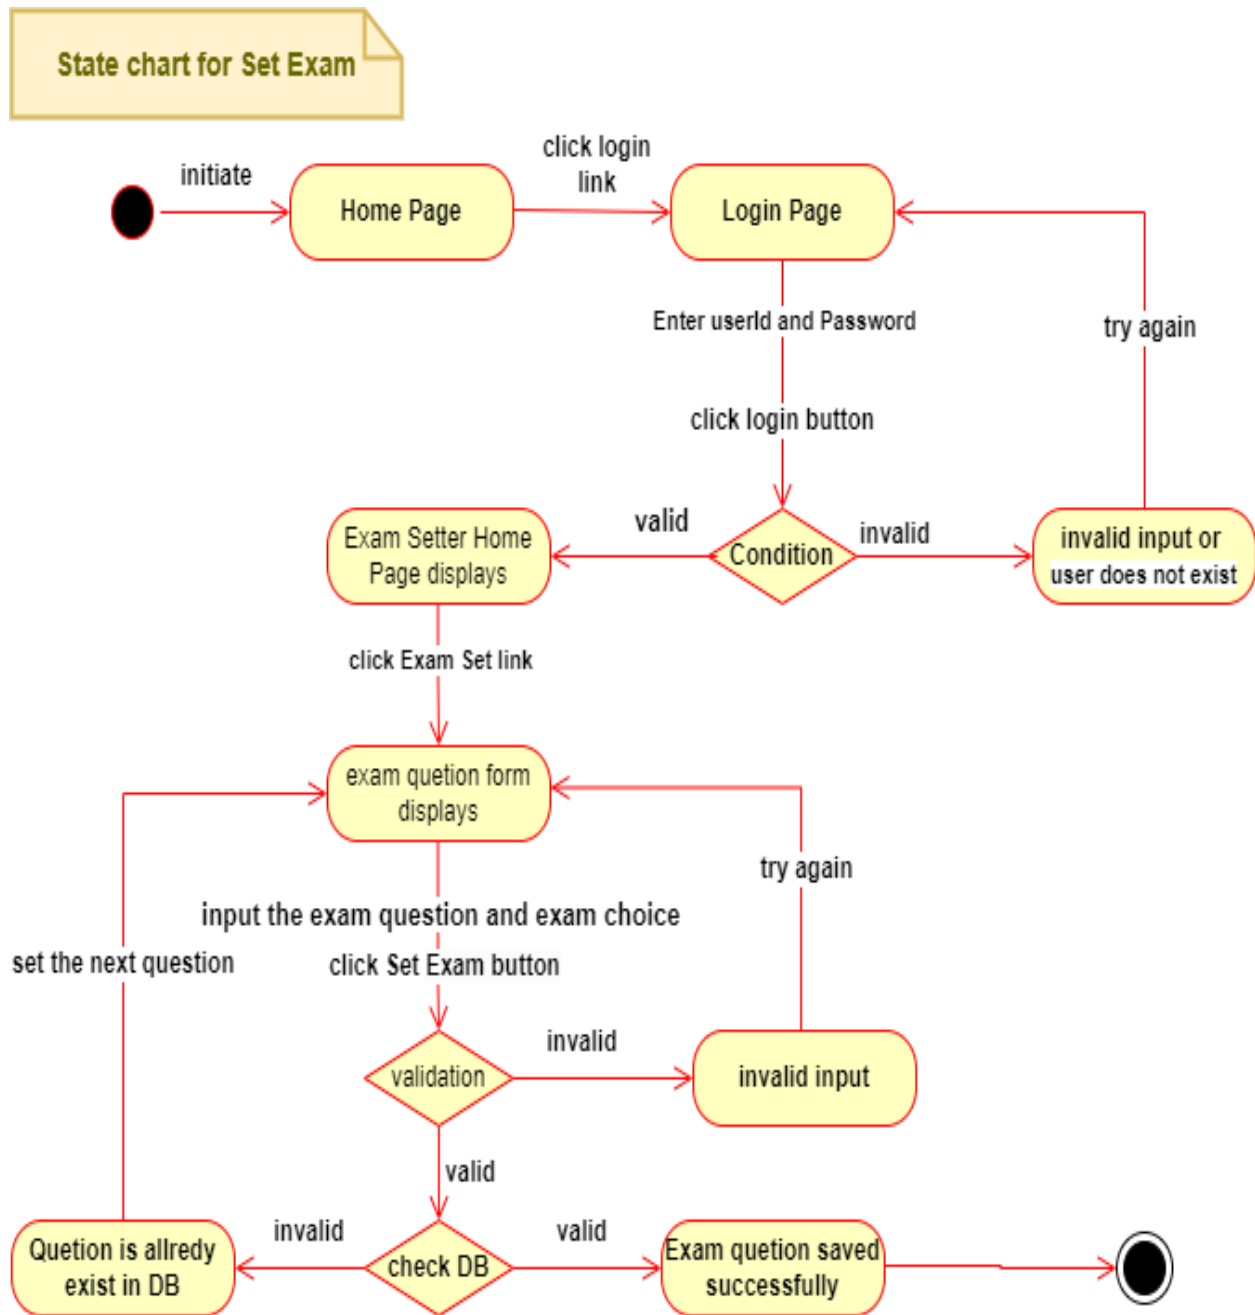 State chart for Set Exam
initiate
Home Page
click login
link
Login Page
Enter userId and Password
try again
click login button
Exam Setter Home
Page displays
valid
Condition
invalid
invalid input or
user does not exist
click Exam Set link
exam quetion form
displays
try again
input the exam question and exam choice
set the next question
click Set Exam button
validation
invalid
invalid input
valid
Quetion is allredy
exist in DB
invalid
check DB
valid
Exam quetion saved
successfully